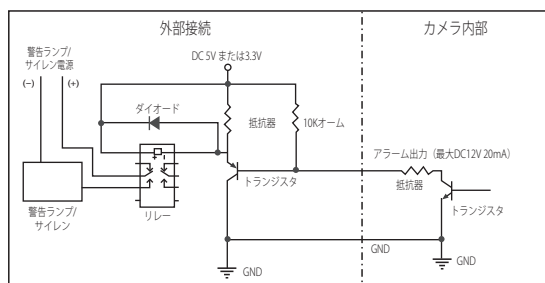 外部接続
カメラ内部
DC 5V または3.3V
警告ランプ/
サイレン電源
(−)
(+)
ダイオード
抵抗器
10Kオーム
アラーム出力（最大DC12V 20mA）
抵抗器
トランジスタ
トランジスタ
警告ランプ/
サイレン
リレー
GND
GND
GND